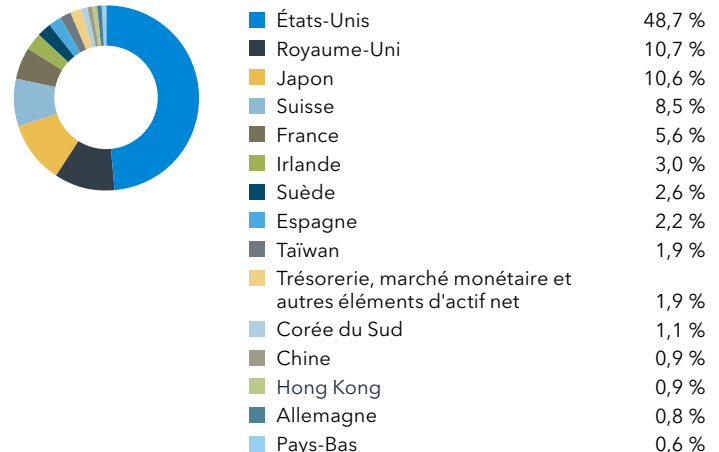 États-Unis 48,7 %
Royaume-Uni 10,7 %
Japon 10,6 %
Suisse 8,5 %
France 5,6 %
Irlande 3,0 %
Suède 2,6 %
Espagne 2,2 %
Taïwan 1,9 %
Trésorerie, marché monétaire et
autres éléments d'actif net 1,9 %
Corée du Sud 1,1 %
Chine 0,9 %
Hong Kong 0,9 %
Allemagne 0,8 %
Pays-Bas 0,6 %